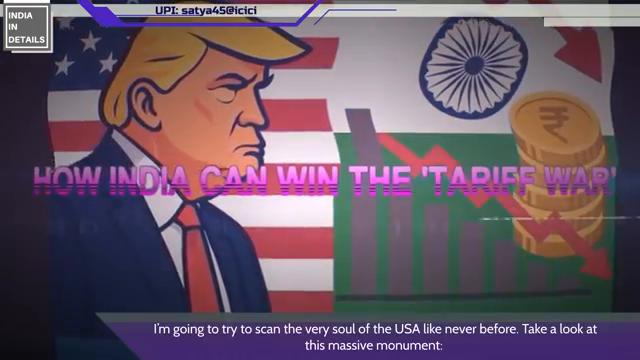 INDIA
IN
DETAILS
UPI: satya45@icici
HOW INDIA CAN WIN THE 'TARIFF WAR'
I'm going to try to scan the very soul of the USA like never before. Take a look at
this massive monument: